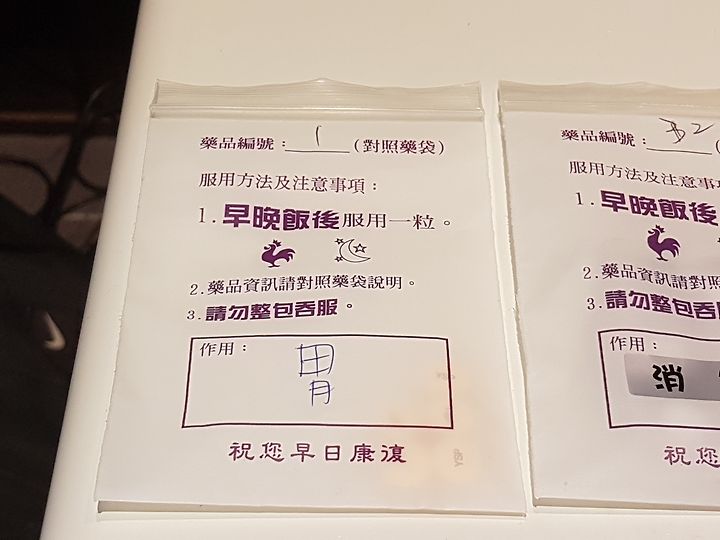 藥品編號：1(對照藥袋)
服用方法及注意事項：
1.早晚飯後服用一粒。
2.藥品資訊請對照藥袋說明。
3.請勿整包吞服。
作用：
胃
祝您早日康復
YSP
藥品編號：
服用方法及注意事
1.早晚飯後
2.藥品資訊請對照
3.請勿整包吞
作用：
消
祝您